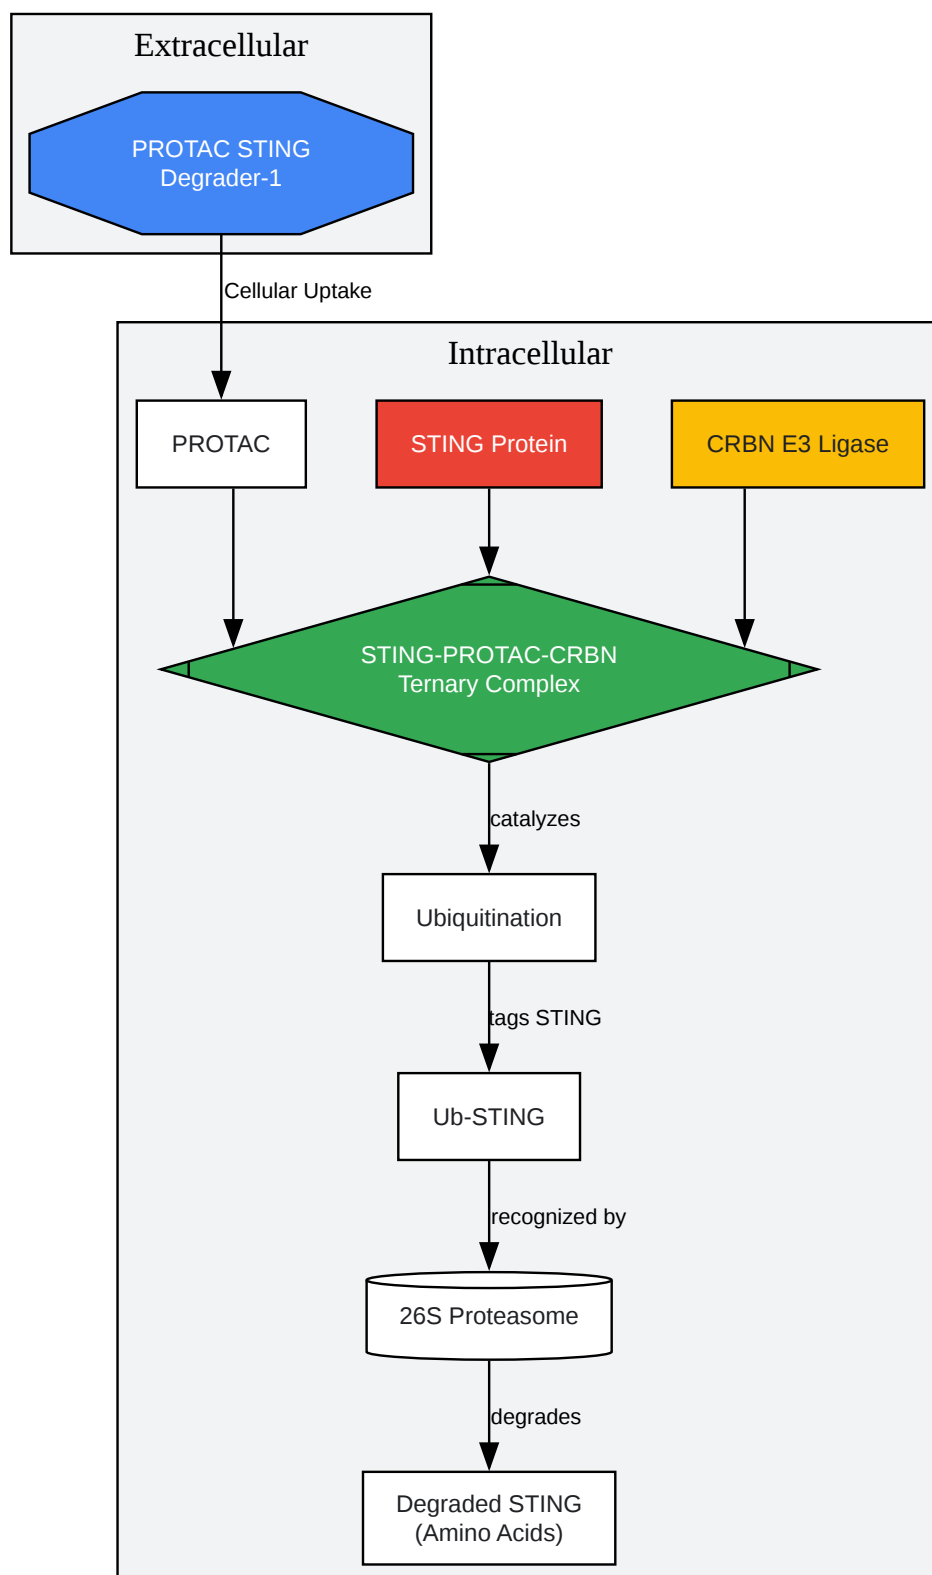 Extracellular
PROTAC STING
Degrader-1
Cellular Uptake
Intracellular
PROTAC
STING Protein
CRBN E3 Ligase
STING-PROTAC-CRBN
Ternary Complex
catalyzes
Ubiquitination
tags STING
Ub-STING
recognized by
26S Proteasome
degrades
Degraded STING
(Amino Acids)